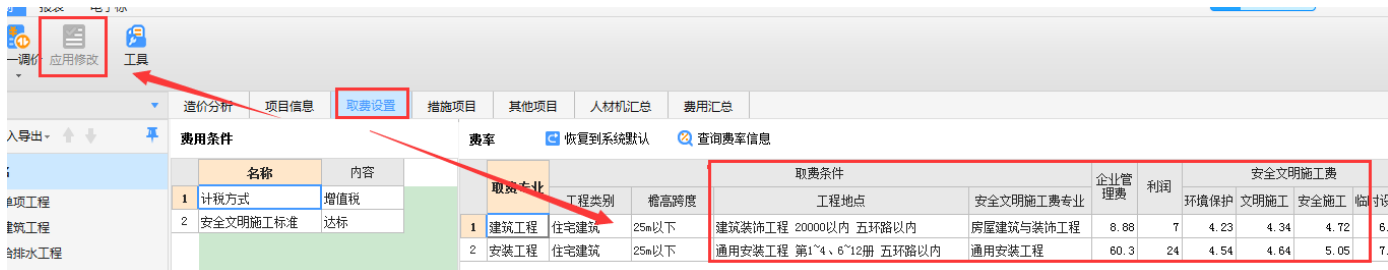 报表 电子标
一调价 应用修改 工具
造价分析 项目信息 取费设置 措施项目 其他项目 人材机汇总 费用汇总
入导出
费用条件
费率 恢复到系统默认 查询费率信息
名称 内容
1 计税方式 增值税
2 安全文明施工标准 达标
单项工程
建筑工程
给排水工程
取费专业 取费条件 企业管理费 利润 安全文明施工费
工程类别 檐高跨度 工程地点 安全文明施工费专业 环境保护 文明施工 安全施工 临时设
1 建筑工程 住宅建筑 25m以下 建筑装饰工程 20000以内 五环路以内 房屋建筑与装饰工程 8.88 7 4.23 4.34 4.72 6.
2 安装工程 住宅建筑 25m以下 通用安装工程 第1~4、6~12册 五环路以内 通用安装工程 60.3 24 4.54 4.64 5.05 7.